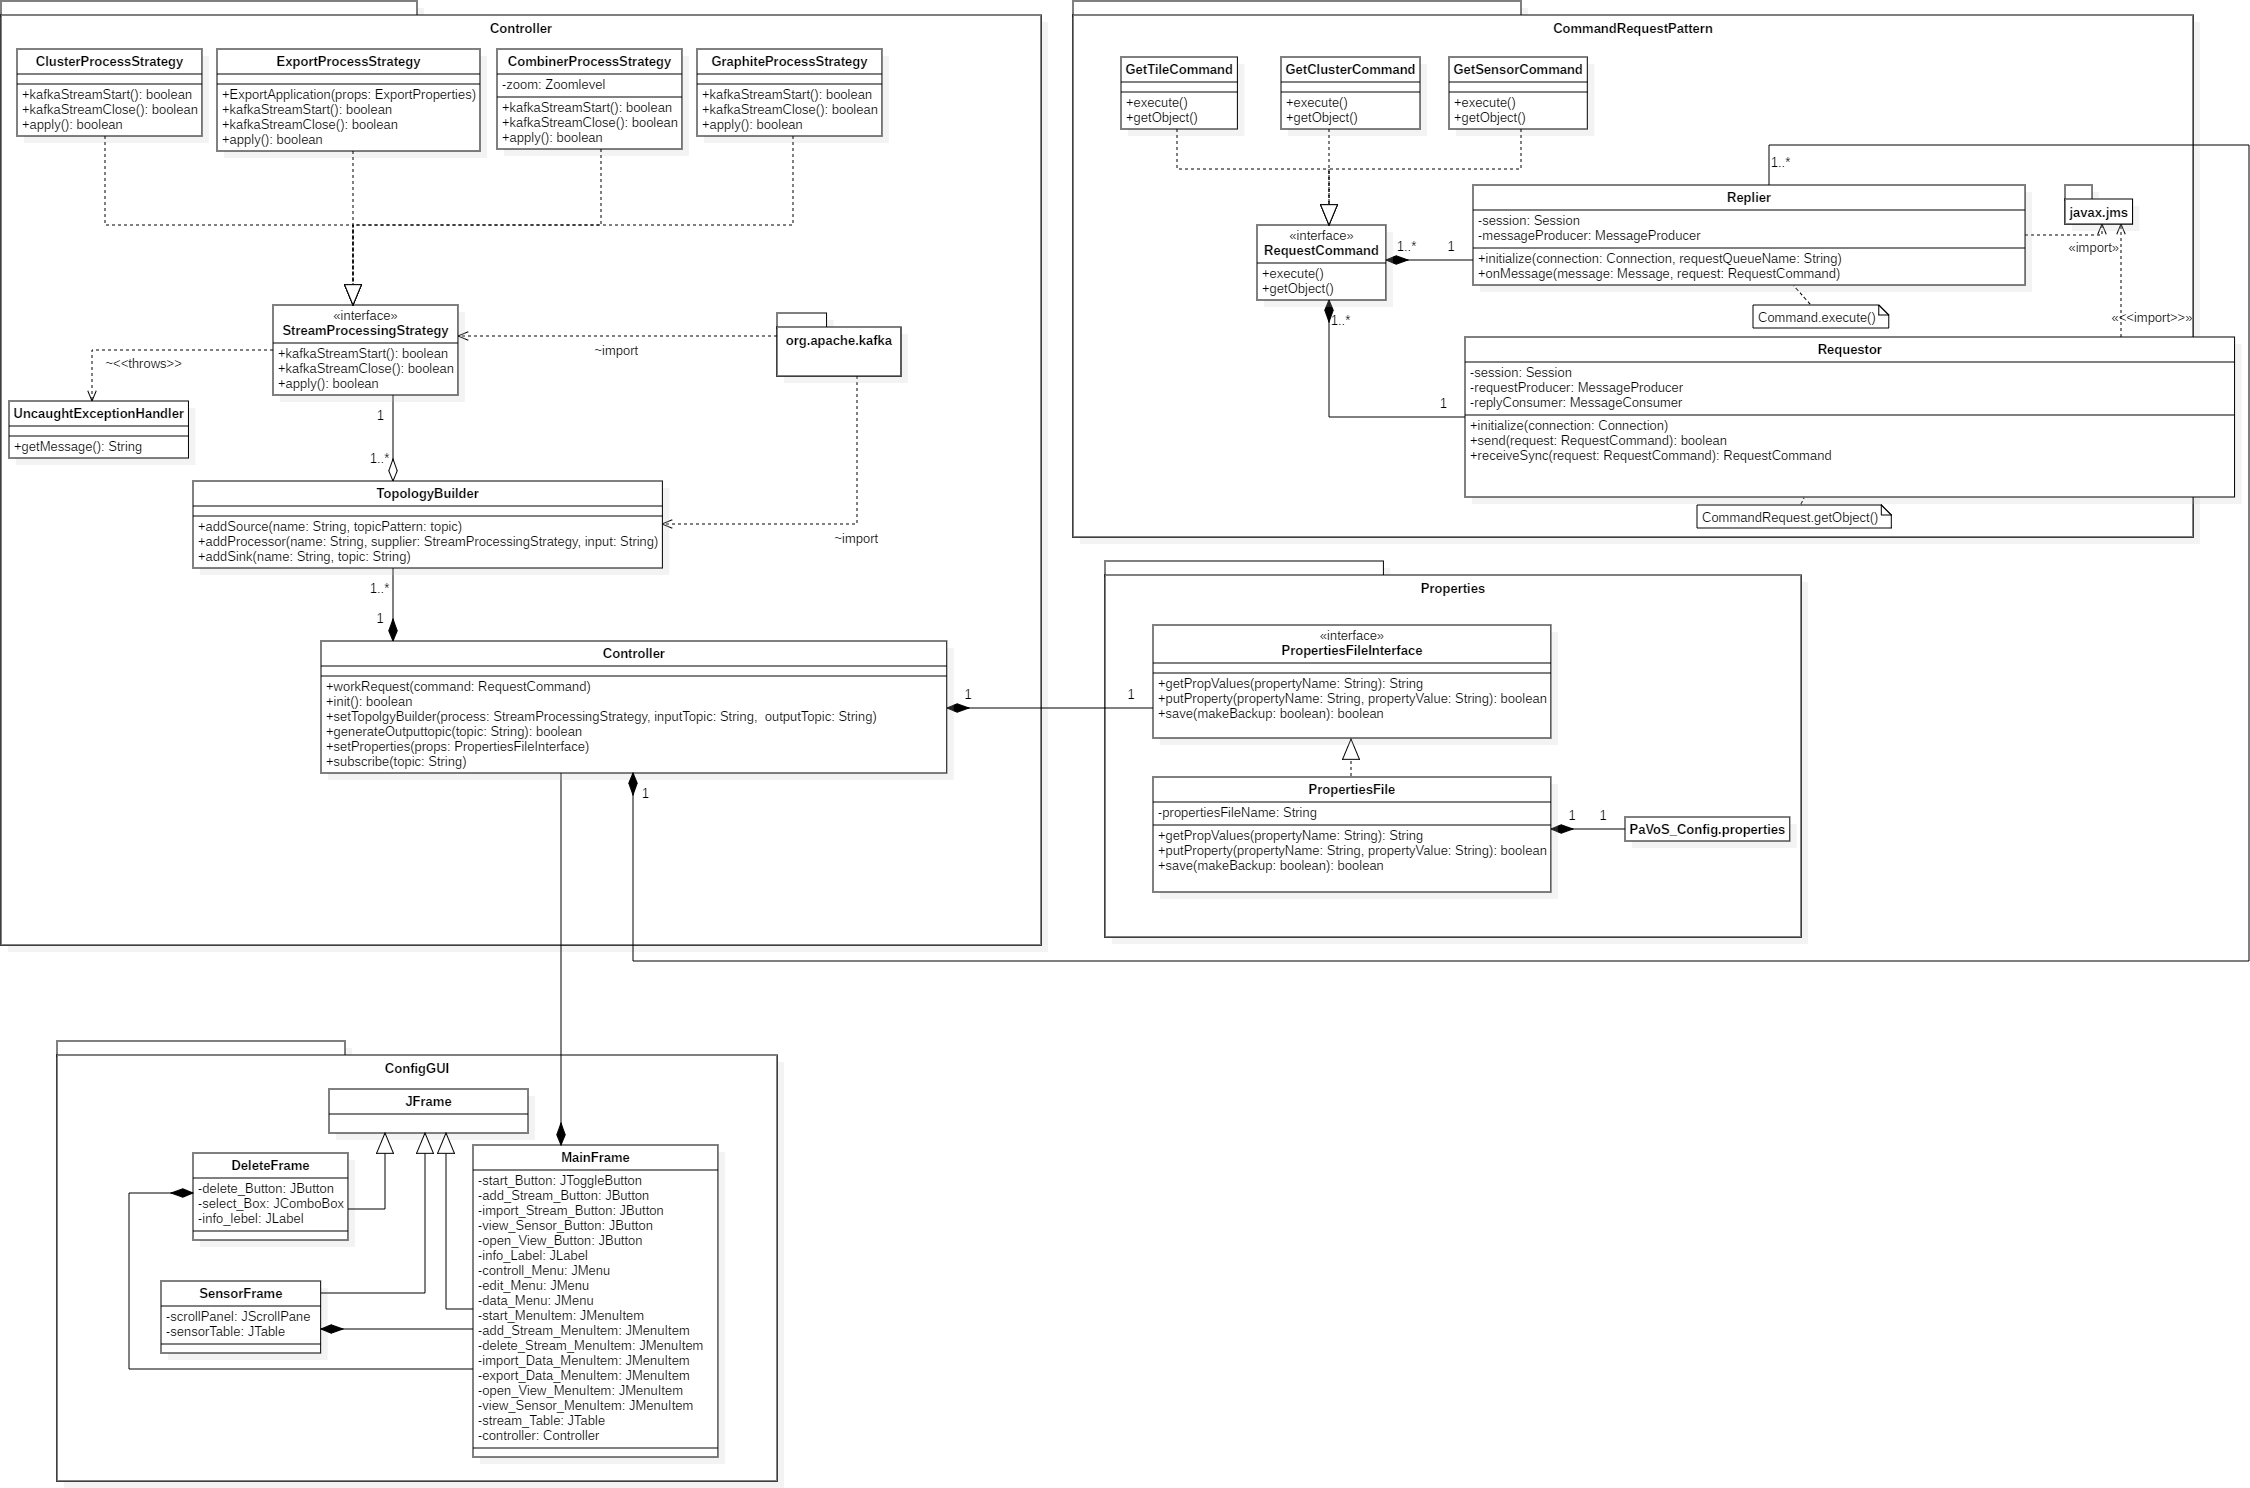 Controller
ClusterProcessStrategy
+kafkaStreamStart(): boolean
+kafkaStreamClose(): boolean
+apply(): boolean
ExportProcessStrategy
+ExportApplication(props: ExportProperties)
+kafkaStreamStart(): boolean
+kafkaStreamClose(): boolean
+apply(): boolean
CombinerProcessStrategy
-zoom: Zoomlevel
+kafkaStreamStart(): boolean
+kafkaStreamClose(): boolean
+apply(): boolean
GraphiteProcessStrategy
+kafkaStreamStart(): boolean
+kafkaStreamClose(): boolean
+apply(): boolean
«interface»
StreamProcessingStrategy
+kafkaStreamStart(): boolean
+kafkaStreamClose(): boolean
+apply(): boolean
~import
org.apache.kafka
~<<throws>>
UncaughtExceptionHandler
+getMessage(): String
1
1..*
TopologyBuilder
+addSource(name: String, topicPattern: topic)
+addProcessor(name: String, supplier: StreamProcessingStrategy, input: String)
+addSink(name: String, topic: String)
~import
1..*
1
Controller
+workRequest(command: RequestCommand)
+init(): boolean
+setTopolgyBuilder(process: StreamProcessingStrategy, inputTopic: String,  outputTopic: String)
+generateOutputtopic(topic: String): boolean
+setProperties(props: PropertiesFileInterface)
+subscribe(topic: String)
1
1
1
CommandRequestPattern
GetTileCommand
+execute()
+getObject()
GetClusterCommand
+execute()
+getObject()
GetSensorCommand
+execute()
+getObject()
1..*
«interface»
RequestCommand
+execute()
+getObject()
1..*
1
Replier
-session: Session
-messageProducer: MessageProducer
+initialize(connection: Connection, requestQueueName: String)
+onMessage(message: Message, request: RequestCommand)
javax.jms
«import»
Command.execute()
«<<import>>»
1..*
1
Requestor
-session: Session
-requestProducer: MessageProducer
-replyConsumer: MessageConsumer
+initialize(connection: Connection)
+send(request: RequestCommand): boolean
+receiveSync(request: RequestCommand): RequestCommand
CommandRequest.getObject()
Properties
«interface»
PropertiesFileInterface
+getPropValues(propertyName: String): String
+putProperty(propertyName: String, propertyValue: String): boolean
+save(makeBackup: boolean): boolean
PropertiesFile
-propertiesFileName: String
+getPropValues(propertyName: String): String
+putProperty(propertyName: String, propertyValue: String): boolean
+save(makeBackup: boolean): boolean
1
1
PaVoS_Config.properties
ConfigGUI
JFrame
DeleteFrame
-delete_Button: JButton
-select_Box: JComboBox
-info_lebel: JLabel
SensorFrame
-scrollPanel: JScrollPane
-sensorTable: JTable
MainFrame
-start_Button: JToggleButton
-add_Stream_Button: JButton
-import_Stream_Button: JButton
-view_Sensor_Button: JButton
-open_View_Button: JButton
-info_Label: JLabel
-controll_Menu: JMenu
-edit_Menu: JMenu
-data_Menu: JMenu
-start_MenuItem: JMenuItem
-add_Stream_MenuItem: JMenuItem
-delete_Stream_MenuItem: JMenuItem
-import_Data_MenuItem: JMenuItem
-export_Data_MenuItem: JMenuItem
-open_View_MenuItem: JMenuItem
-view_Sensor_MenuItem: JMenuItem
-stream_Table: JTable
-controller: Controller